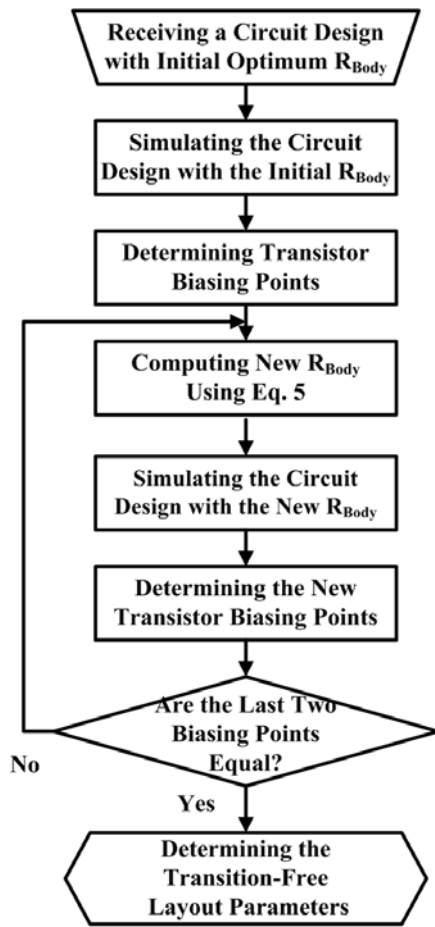 Receiving a Circuit Design
with Initial Optimum R_Body
Simulating the Circuit
Design with the Initial R_Body
Determining Transistor
Biasing Points
Computing New R_Body
Using Eq. 5
Simulating the Circuit
Design with the New R_Body
Determining the New
Transistor Biasing Points
Are the Last Two
Biasing Points
Equal?
No
Yes
Determining the
Transition-Free
Layout Parameters